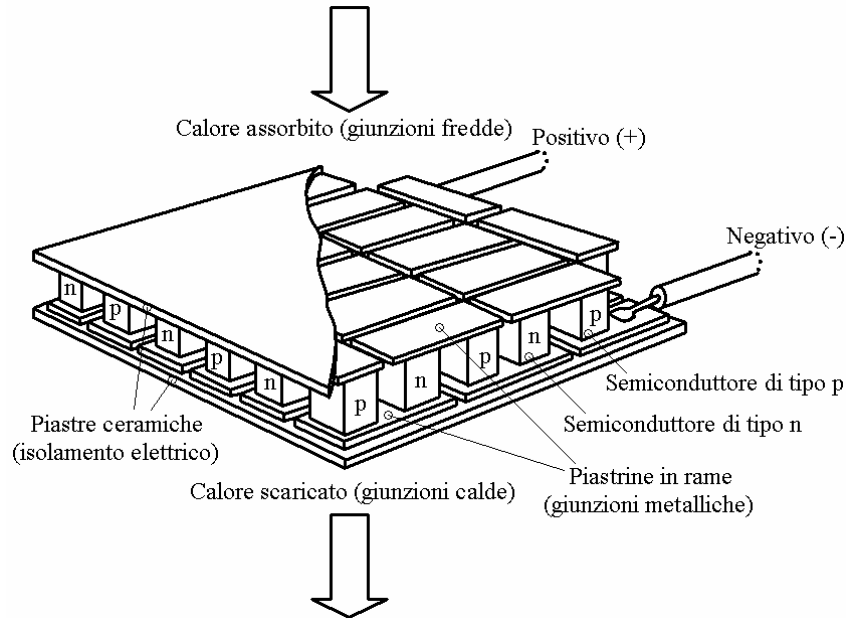 Calore assorbito (giunzioni fredde)
Positivo (+)
Negativo (-)
n
p
n
p
n
p
n
p
n
p
Semiconduttore di tipo p
Semiconduttore di tipo n
Piastre ceramiche
(isolamento elettrico)
Piastrine in rame
(giunzioni metalliche)
Calore scaricato (giunzioni calde)